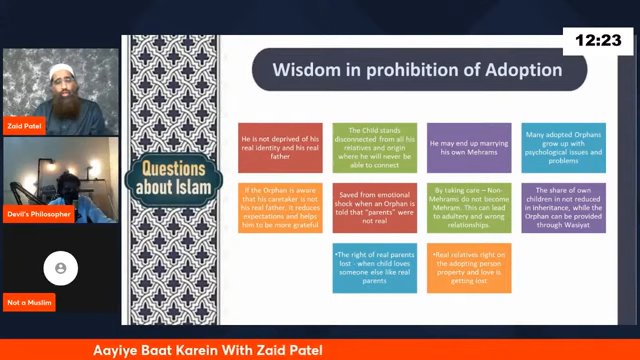 12:23
Wisdom in prohibition of Adoption
Zaid Patel
Devil's Philosopher
Not a Muslim
Questions
about Islam
He is not deprived of his
real identity and his real
father
The Child stands
disconnected from all his
relatives and origin
where he will never be
able to connect
He may end up marrying
his own Mehrams
Many adopted Orphans
grow up with
psychological issues and
problems
If the Orphan is aware
that his caretaker is not
his real father, It reduces
expectations and helps
him to be more grateful
Saved from emotional
shock when an Orphan is
told that "parents" were
not real
By taking care – Non-
Mehrams do not become
Mehram. This can lead
to adultery and wrong
relationships.
The share of own
children in not reduced
in Inheritance, while
the Orphan can be provided
through Wasiyat
•The right of real parents
lost - when child loves
someone else like real
parents
•Real relatives right on
the adopting person
property and love is
getting lost
Aayiye Baat Karein With Zaid Patel